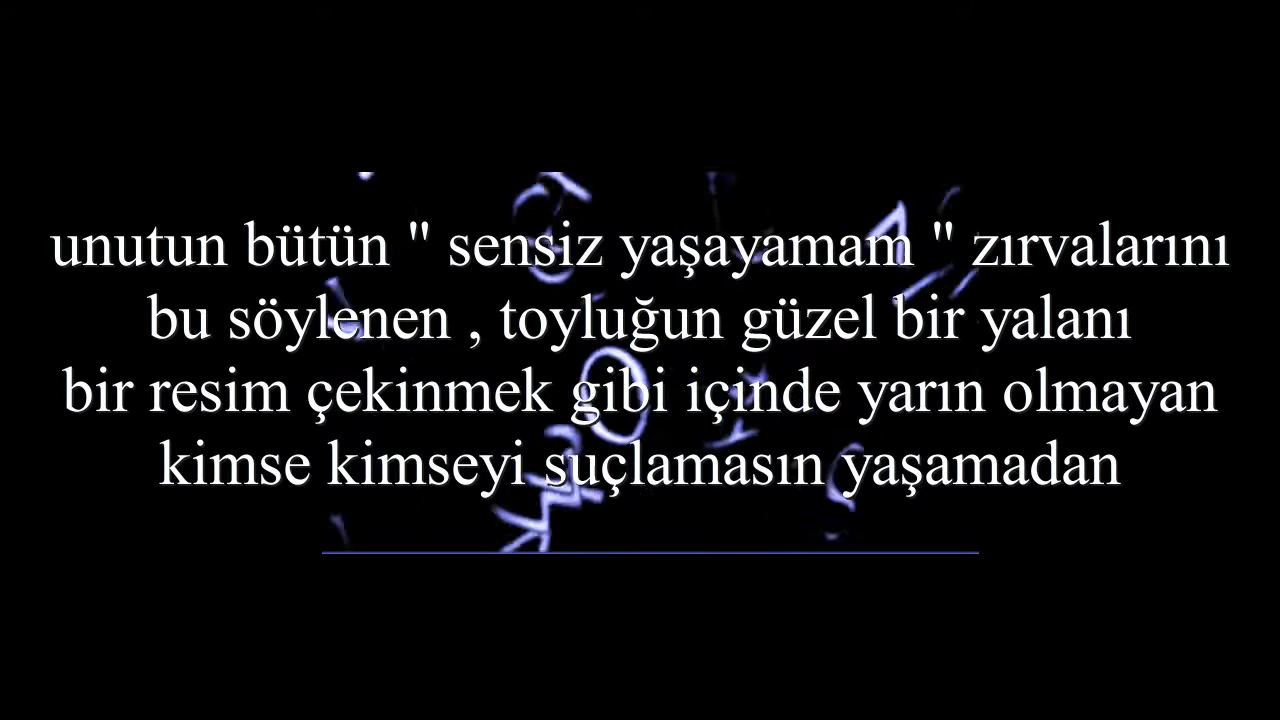 unutun bütün " sensiz yaşayamam " zırvalarını
bu söylenen , toyluğun güzel bir yalanı
bir resim çekinmek gibi içinde yarın olmayan
kimse kimseyi suçlamasın yaşamadan